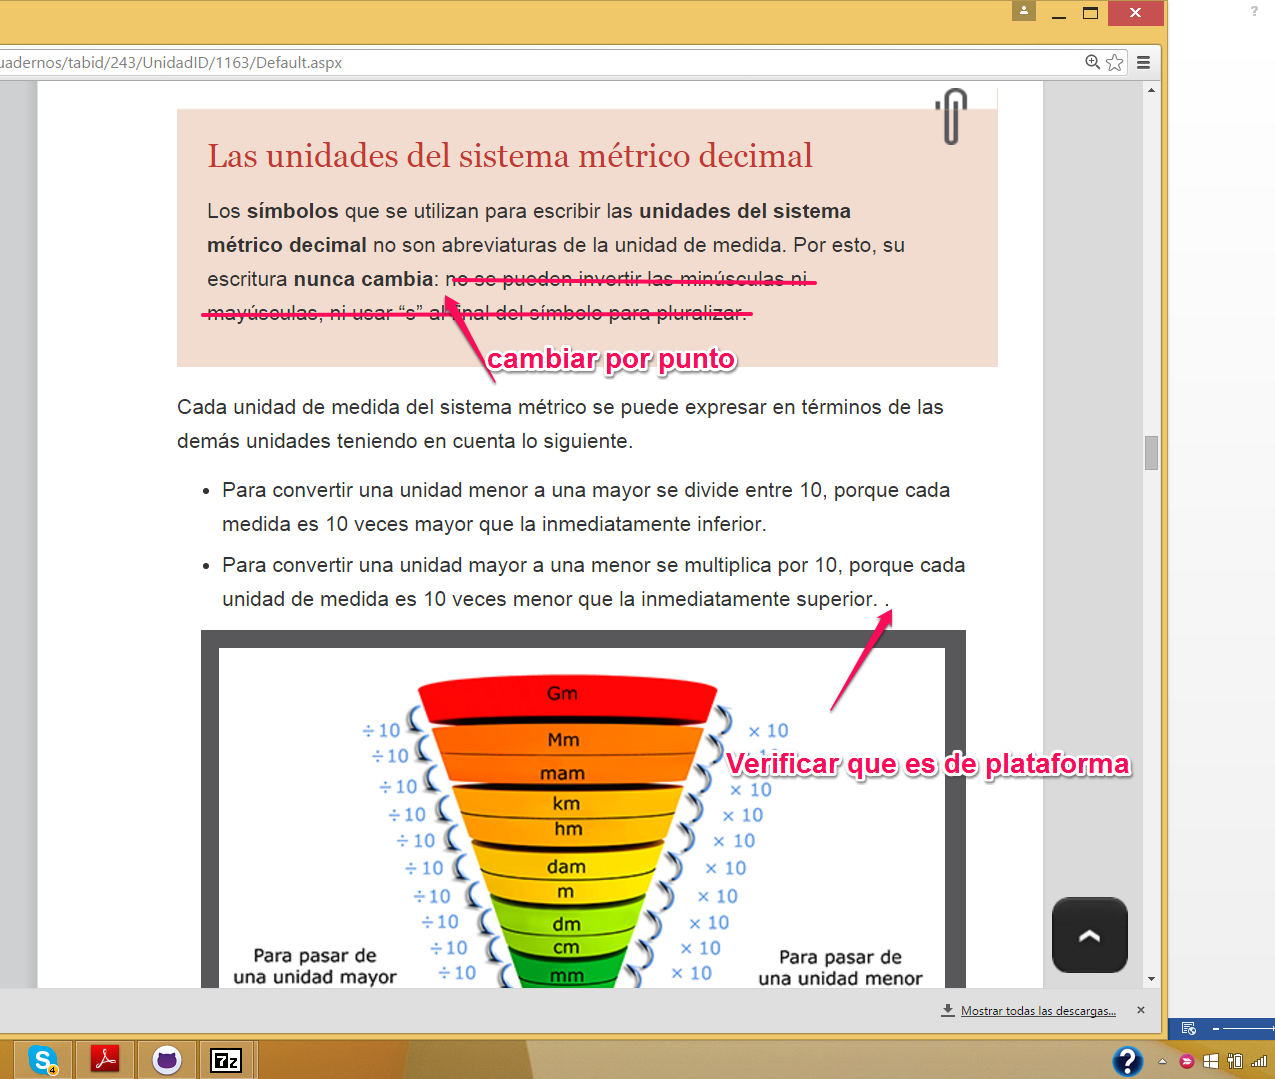 ?
uadernos/tabid/243/UnidadID/1163/Default.aspx
Las unidades del sistema métrico decimal
Los símbolos que se utilizan para escribir las unidades del sistema
métrico decimal no son abreviaturas de la unidad de medida. Por esto, su
escritura nunca cambia: no se pueden invertir las minúsculas ni
mayúsculas, ni usar “s” al final del símbolo para pluralizar.
cambiar por punto
Cada unidad de medida del sistema métrico se puede expresar en términos de las
demás unidades teniendo en cuenta lo siguiente.
• Para convertir una unidad menor a una mayor se divide entre 10, porque cada
medida es 10 veces mayor que la inmediatamente inferior.
• Para convertir una unidad mayor a una menor se multiplica por 10, porque cada
unidad de medida es 10 veces menor que la inmediatamente superior. .
Gm
÷10 × 10
Mm
÷10
Verificar que es de plataforma
mam
÷10 × 10
km
÷10 × 10
hm
÷10 × 10
dam
÷10 × 10
m
÷10 × 10
dm
÷10 × 10
cm
÷10 × 10
mm
÷10 × 10
Para pasar de
una unidad mayor
Para pasar de
una unidad menor
Mostrar todas las descargas...
S 4
7z
?